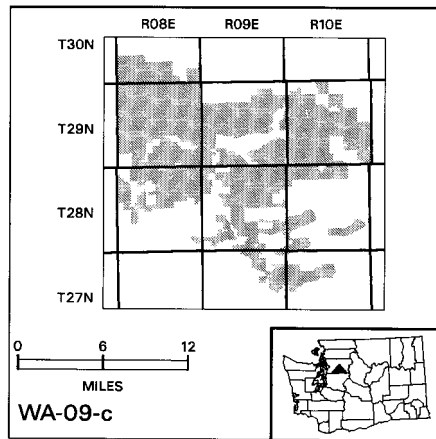 R08E R09E R10E
T30N
T29N
T28N
T27N
0 6 12
MILES
WA-09-c